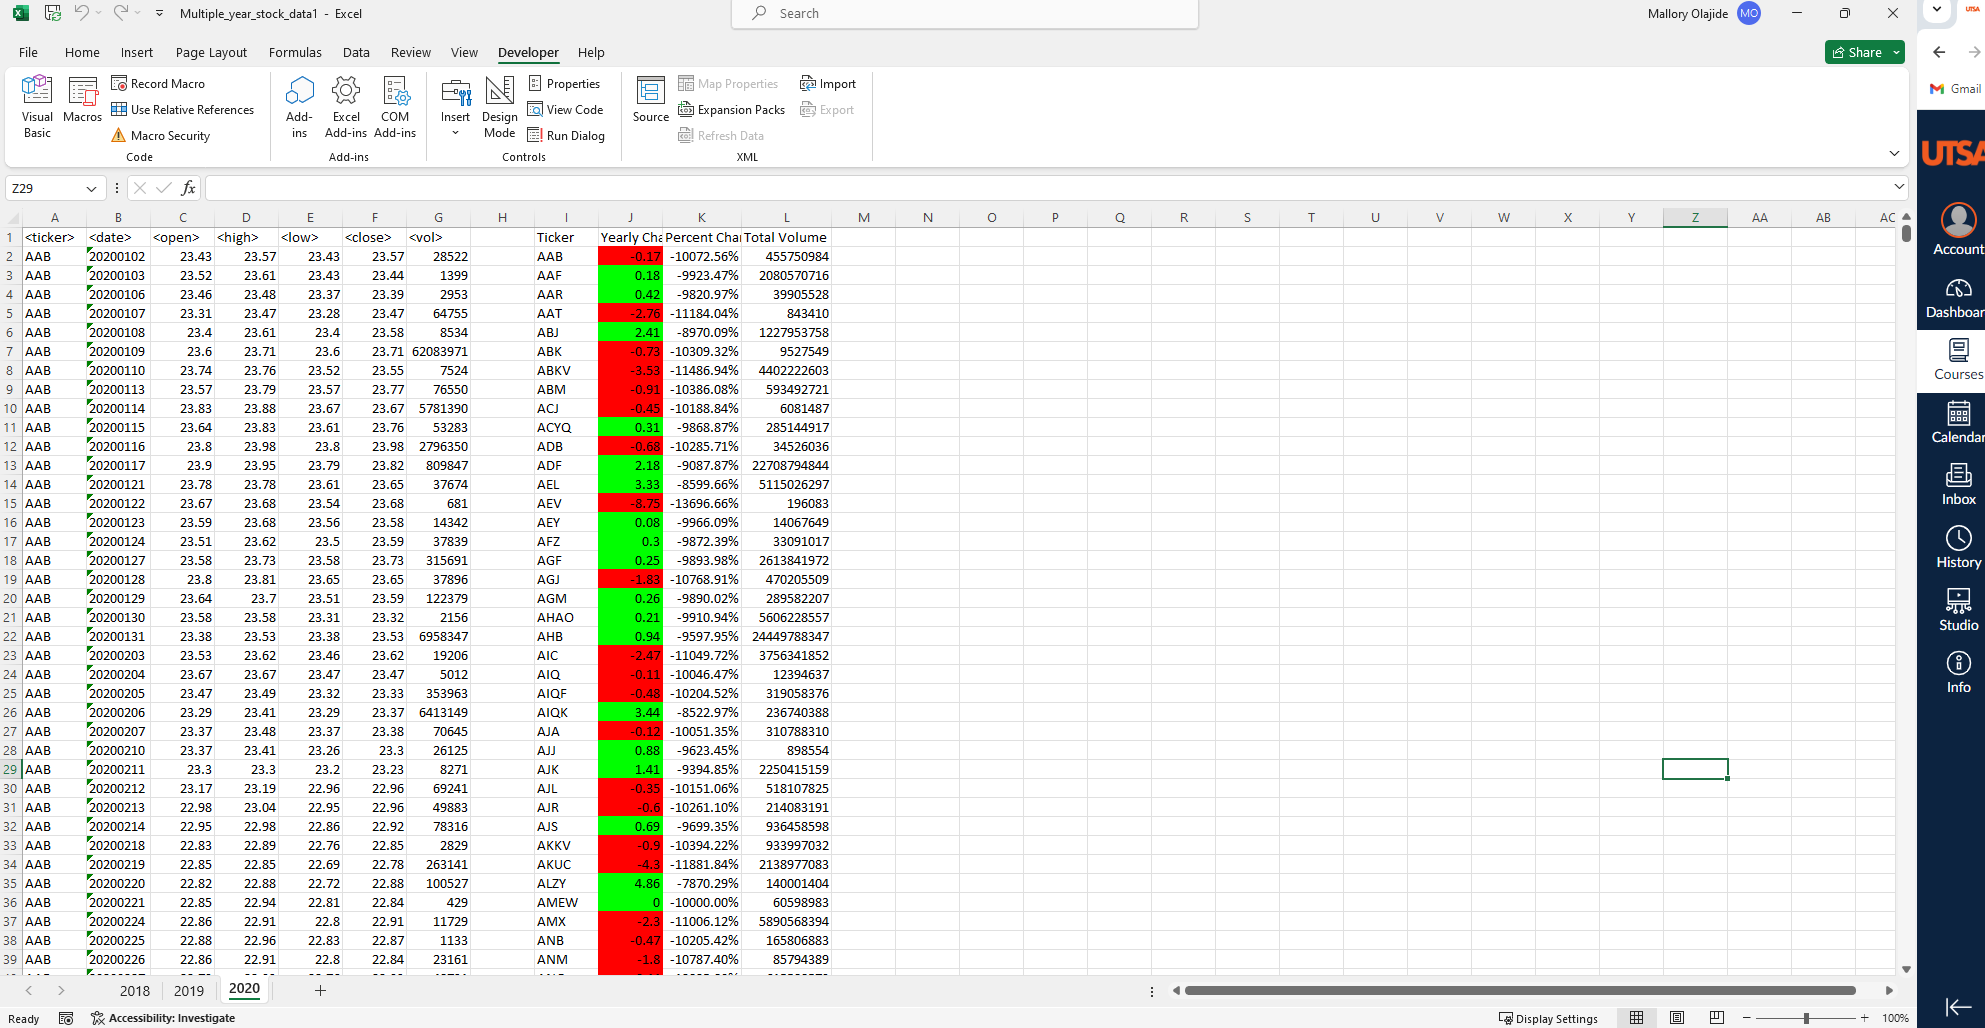 Multiple_year_stock_data1 - Excel
Search
Mallory Olajide MO
UTSA
File Home Insert Page Layout Formulas Data Review View Developer Help
Share
Visual Basic
Macros
Record Macro
Use Relative References
Macro Security
Code
Add-ins
Excel Add-ins
COM Add-ins
Add-ins
Insert
Design Mode
Properties
View Code
Run Dialog
Controls
Source
Map Properties
Expansion Packs
Refresh Data
Import
Export
XML
Z29
fx
A B C D E F G H I J K L M N O P Q R S T U V W X Y Z AA AB AC
1 <ticker> <date> <open> <high> <low> <close> <vol> Ticker Yearly Cha Percent Chai Total Volume
2 AAB 20200102 23.43 23.57 23.43 23.57 28522 AAB -0.17 -10072.56% 455750984
3 AAB 20200103 23.52 23.61 23.43 23.44 1399 AAF 0.18 -9923.47% 2080570716
4 AAB 20200106 23.46 23.48 23.37 23.39 2953 AAR 0.42 -9820.97% 39905528
5 AAB 20200107 23.31 23.47 23.28 23.47 64755 AAT -2.76 -11184.04% 843410
6 AAB 20200108 23.4 23.61 23.4 23.58 8534 ABJ 2.41 -8970.09% 1227953758
7 AAB 20200109 23.6 23.71 23.6 23.71 62083971 ABK -0.73 -10309.32% 9527549
8 AAB 20200110 23.74 23.76 23.52 23.55 7524 ABKV -3.53 -11486.94% 4402222603
9 AAB 20200113 23.57 23.79 23.57 23.77 76550 ABM -0.91 -10386.08% 593492721
10 AAB 20200114 23.83 23.88 23.67 23.67 5781390 ACJ -0.45 -10188.84% 6081487
11 AAB 20200115 23.64 23.83 23.61 23.76 53283 ACYQ 0.31 -9868.87% 285144917
12 AAB 20200116 23.8 23.98 23.8 23.98 2796350 ADB -0.68 -10285.71% 34526036
13 AAB 20200117 23.9 23.95 23.79 23.82 809847 ADF 2.18 -9087.87% 22708794844
14 AAB 20200121 23.78 23.78 23.61 23.65 37674 AEL 3.33 -8599.66% 5115026297
15 AAB 20200122 23.67 23.68 23.54 23.68 681 AEV -8.75 -13696.66% 196083
16 AAB 20200123 23.59 23.68 23.56 23.58 14342 AEY 0.08 -9966.09% 14067649
17 AAB 20200124 23.51 23.62 23.5 23.59 37839 AFZ 0.3 -9872.39% 33091017
18 AAB 20200127 23.58 23.73 23.58 23.73 315691 AGF 0.25 -9893.98% 2613841972
19 AAB 20200128 23.8 23.81 23.65 23.65 37896 AGJ -1.83 -10768.91% 470205509
20 AAB 20200129 23.64 23.7 23.51 23.59 122379 AGM 0.26 -9890.02% 289582207
21 AAB 20200130 23.58 23.58 23.31 23.32 2156 AHAO 0.21 -9910.94% 5606228557
22 AAB 20200131 23.38 23.53 23.38 23.53 6958347 AHB 0.94 -9597.95% 24449788347
23 AAB 20200203 23.53 23.62 23.46 23.62 19206 AIC -2.47 -11049.72% 3756341852
24 AAB 20200204 23.67 23.67 23.47 23.47 5012 AIQ -0.11 -10046.47% 12394637
25 AAB 20200205 23.47 23.49 23.32 23.33 353963 AIQF -0.48 -10204.52% 319058376
26 AAB 20200206 23.29 23.41 23.29 23.37 6413149 AIQK 3.44 -8522.97% 236740388
27 AAB 20200207 23.37 23.48 23.37 23.38 70645 AJA -0.12 -10051.35% 310788310
28 AAB 20200210 23.37 23.41 23.26 23.3 26125 AJJ 0.88 -9623.45% 898554
29 AAB 20200211 23.3 23.3 23.2 23.23 8271 AJK 1.41 -9394.85% 2250415159
30 AAB 20200212 23.17 23.19 22.96 22.96 69241 AJL -0.35 -10151.06% 518107825
31 AAB 20200213 22.98 23.04 22.95 22.96 49883 AJR -0.6 -10261.10% 214083191
32 AAB 20200214 22.95 22.98 22.86 22.92 78316 AJS 0.69 -9699.35% 936458598
33 AAB 20200218 22.83 22.89 22.76 22.85 2829 AKKV -0.9 -10394.22% 933997032
34 AAB 20200219 22.85 22.85 22.69 22.78 263141 AKUC -4.3 -11881.84% 2138977083
35 AAB 20200220 22.82 22.88 22.72 22.88 100527 ALZY 4.86 -7870.29% 140001404
36 AAB 20200221 22.85 22.94 22.81 22.84 429 AMEW 0 -10000.00% 60598983
37 AAB 20200224 22.86 22.91 22.8 22.91 11729 AMX -2.3 -11006.12% 5890568394
38 AAB 20200225 22.88 22.96 22.83 22.87 1133 ANB -0.47 -10205.42% 165806883
39 AAB 20200226 22.86 22.91 22.8 22.84 23161 ANM -1.8 -10787.40% 85794389
2018 2019 2020
Ready Accessibility: Investigate Display Settings 100%
Gmail
UTSA
Account
Dashboar
Courses
Calendar
Inbox
History
Studio
Info